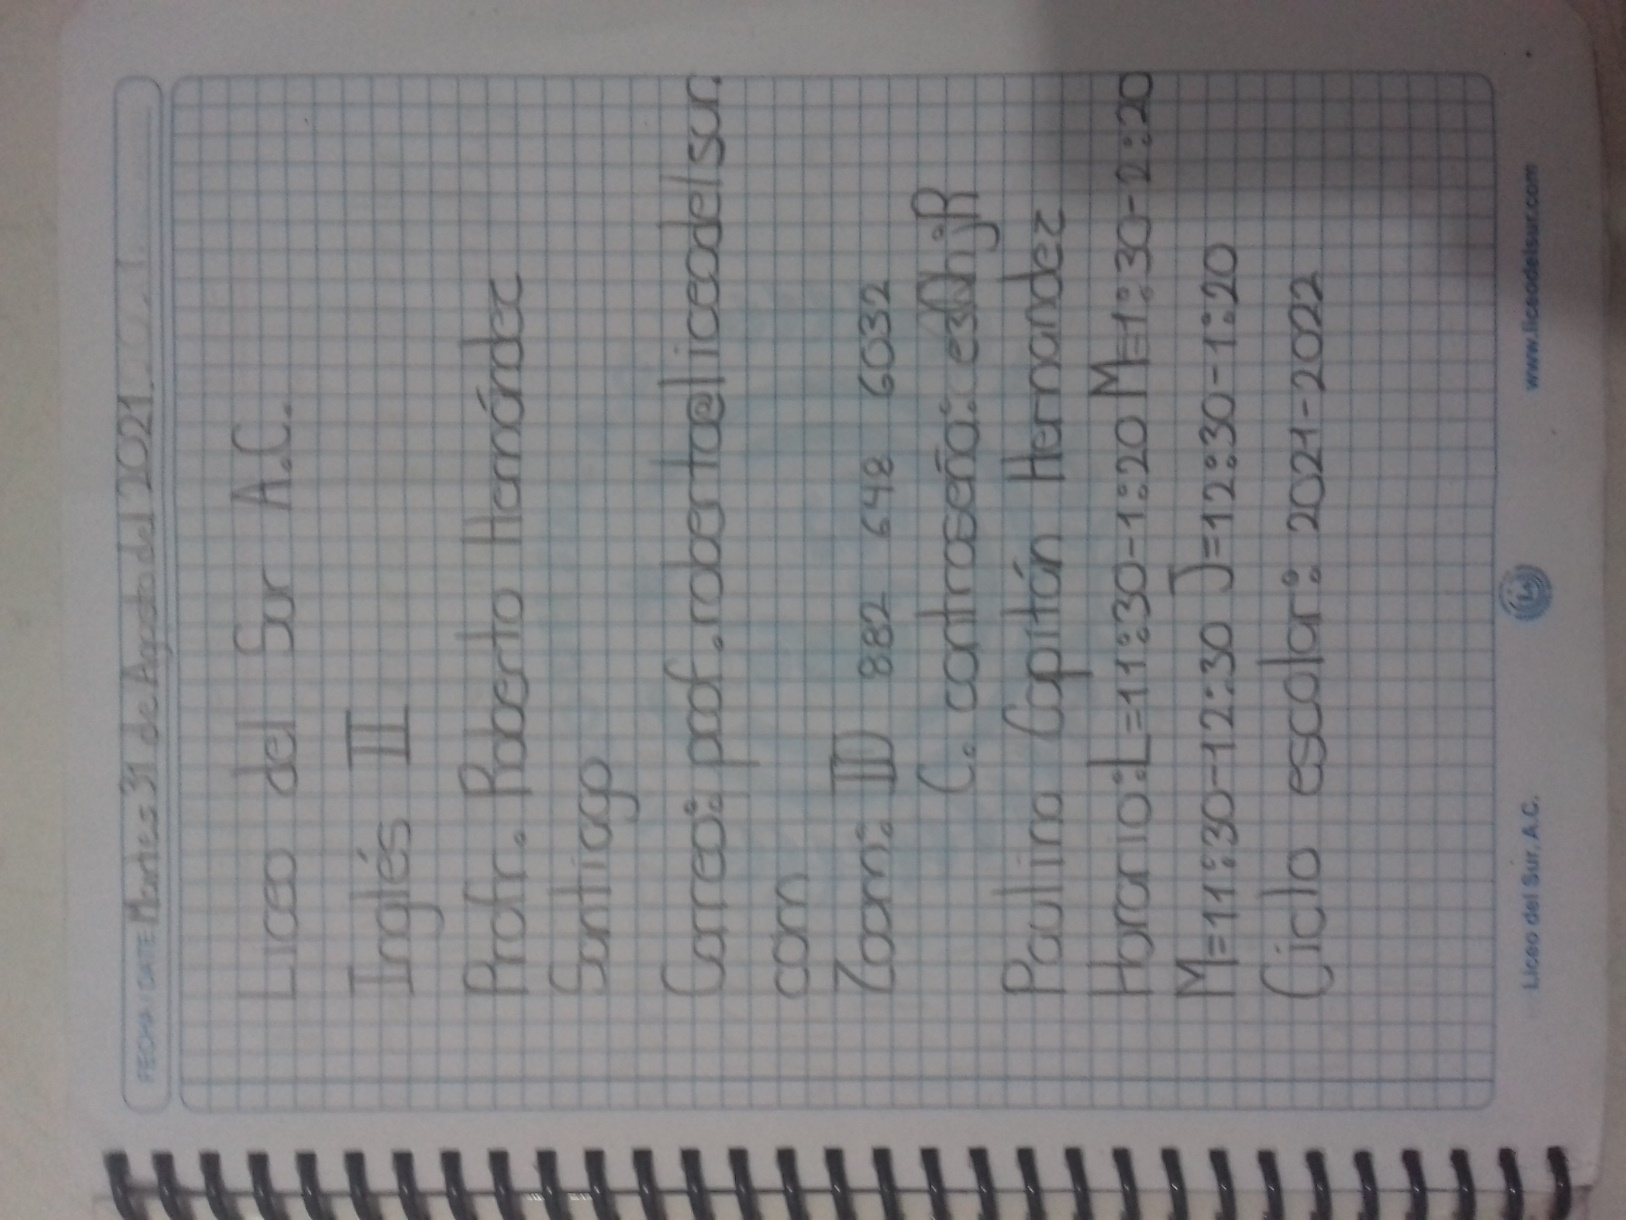 FECHA / DATE Martes 31 de Agosto del 2021.
Liceo del Sur A.C.
Inglés II
Profr. Roberto Hernández
Santiago
Correo: prof.roberto@liceodelsur.
com
Zoom: ID 882 648 6032
C. contraseña:
Paulina Capitán Hernandez
Horario:L=11:30-1:20 M=1:30-2:20
M=11:30-12:30 J=12:30-1:20
Ciclo escolar: 2021-2022
Liceo del Sur, A.C. www.liceodelsur.com